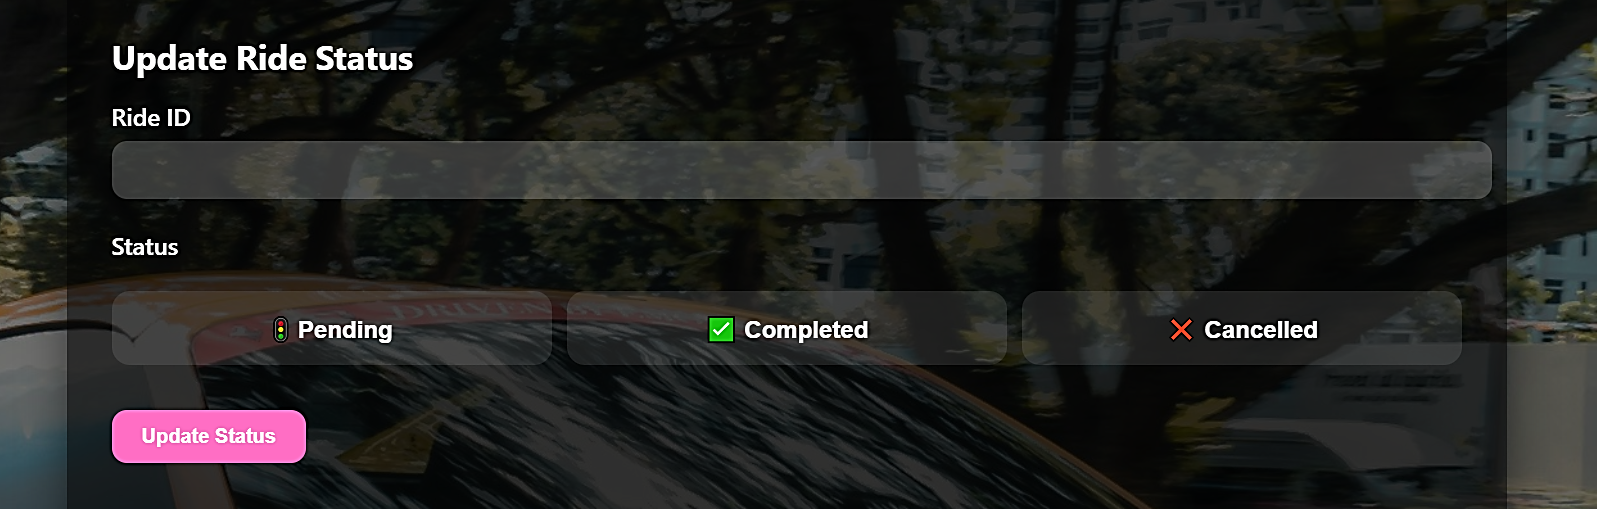 Update Ride Status
Ride ID
Status
🚦 Pending
✅ Completed
❌ Cancelled
Update Status